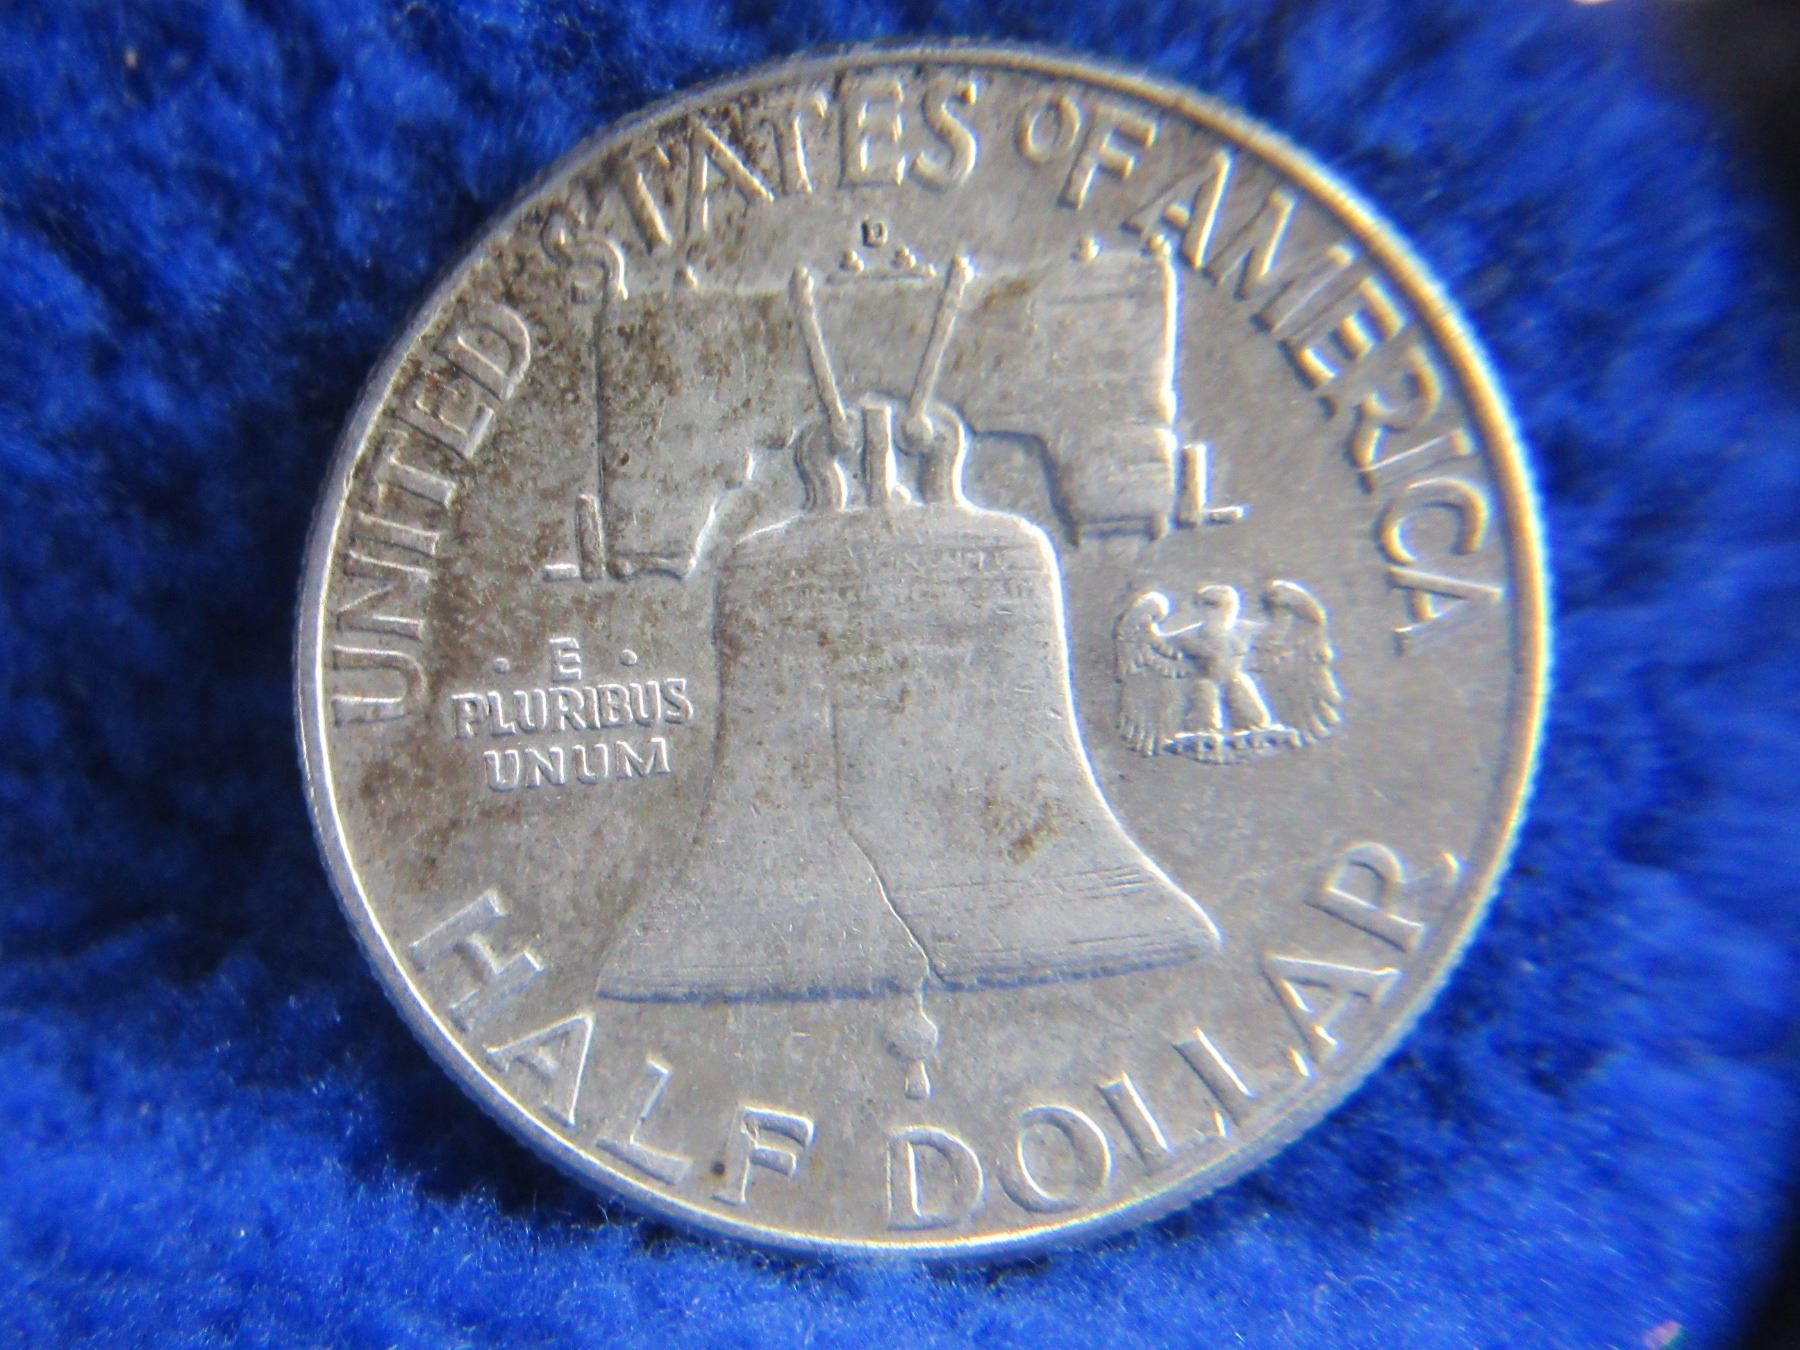 UNITED STATES OF AMERICA
D
· E ·
PLURIBUS
UNUM
HALF DOLLAR